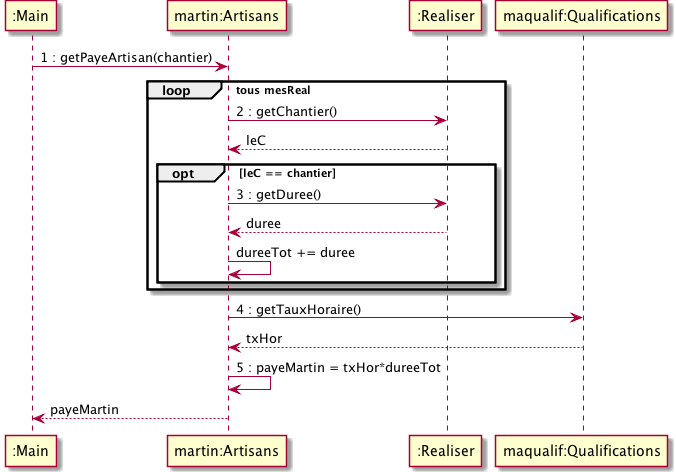 :Main martin:Artisans :Realiser maqualif:Qualifications
1 : getPayeArtisan(chantier)
loop tous mesReal
2 : getChantier()
leC
opt [leC == chantier]
3 : getDuree()
duree
dureeTot += duree
4 : getTauxHoraire()
txHor
5 : payeMartin = txHor*dureeTot
payeMartin
:Main martin:Artisans :Realiser maqualif:Qualifications